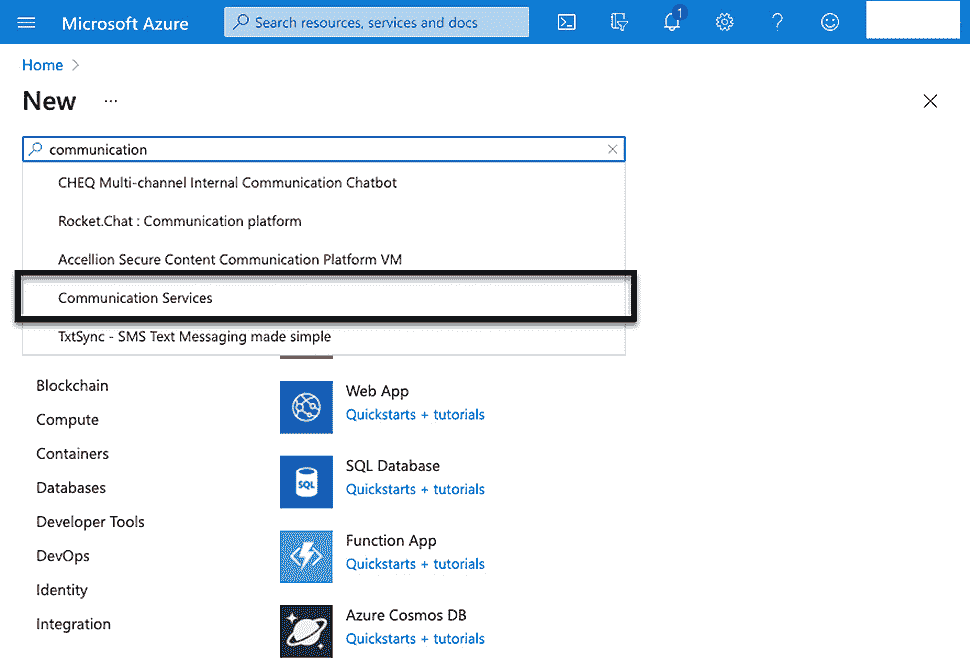 Microsoft Azure
Search resources, services and docs
1
Home
New ...
communication
CHEQ Multi-channel Internal Communication Chatbot
Rocket.Chat : Communication platform
Accellion Secure Content Communication Platform VM
Communication Services
TxtSync - SMS Text Messaging made simple
Blockchain
Compute
Containers
Databases
Developer Tools
DevOps
Identity
Integration
Web App
Quickstarts + tutorials
SQL
SQL Database
Quickstarts + tutorials
Function App
Quickstarts + tutorials
Azure Cosmos DB
Quickstarts + tutorials